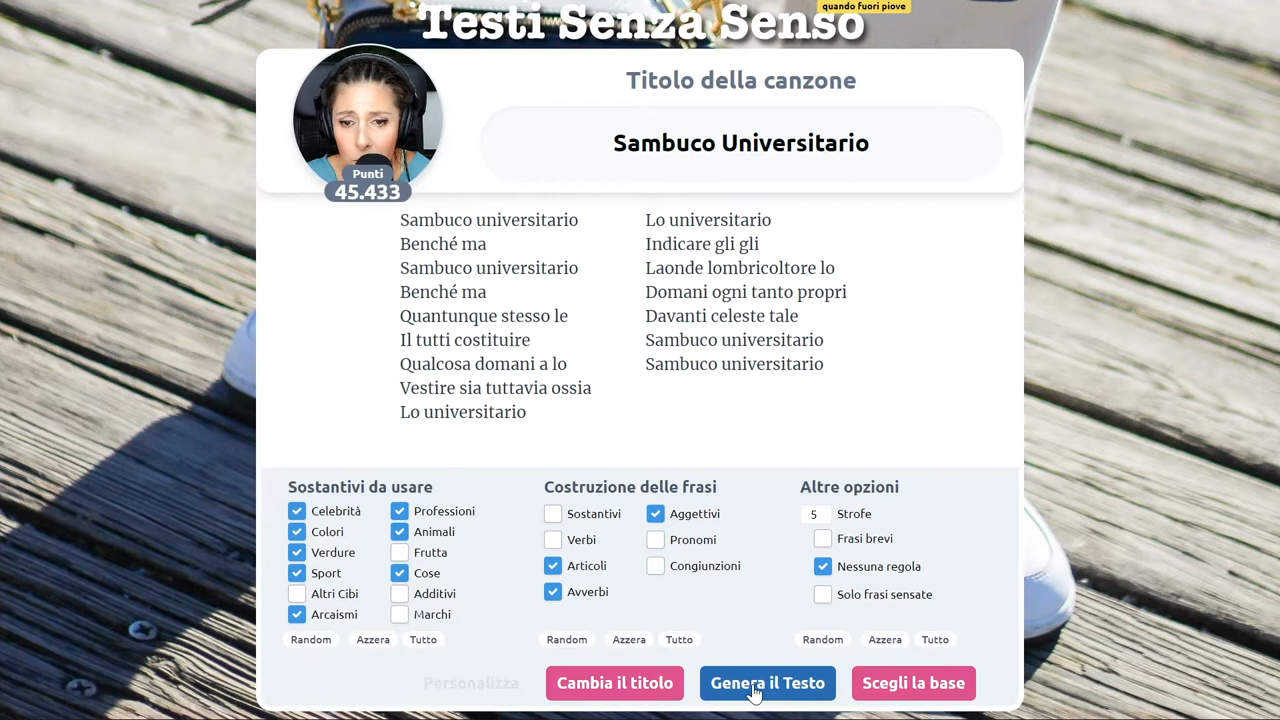 quando fuori piove
Testi Senza Senso
Titolo della canzone
Sambuco Universitario
Punti
45.433
Sambuco universitario
Benché ma
Sambuco universitario
Benché ma
Quantunque stesso le
Il tutti costituire
Qualcosa domani a lo
Vestire sia tuttavia ossia
Lo universitario
Lo universitario
Indicare gli gli
Laonde lombricoltore lo
Domani ogni tanto propri
Davanti celeste tale
Sambuco universitario
Sambuco universitario
Sostantivi da usare
Celebrità
Professioni
Colori
Animali
Verdure
Frutta
Sport
Cose
Altri Cibi
Additivi
Arcaismi
Marchi
Random Azzera Tutto
Costruzione delle frasi
Sostantivi
Aggettivi
Verbi
Pronomi
Articoli
Congiunzioni
Avverbi
Random Azzera Tutto
Altre opzioni
5 Strofe
Frasi brevi
Nessuna regola
Solo frasi sensate
Random Azzera Tutto
Personalizza
Cambia il titolo
Genera il Testo
Scegli la base